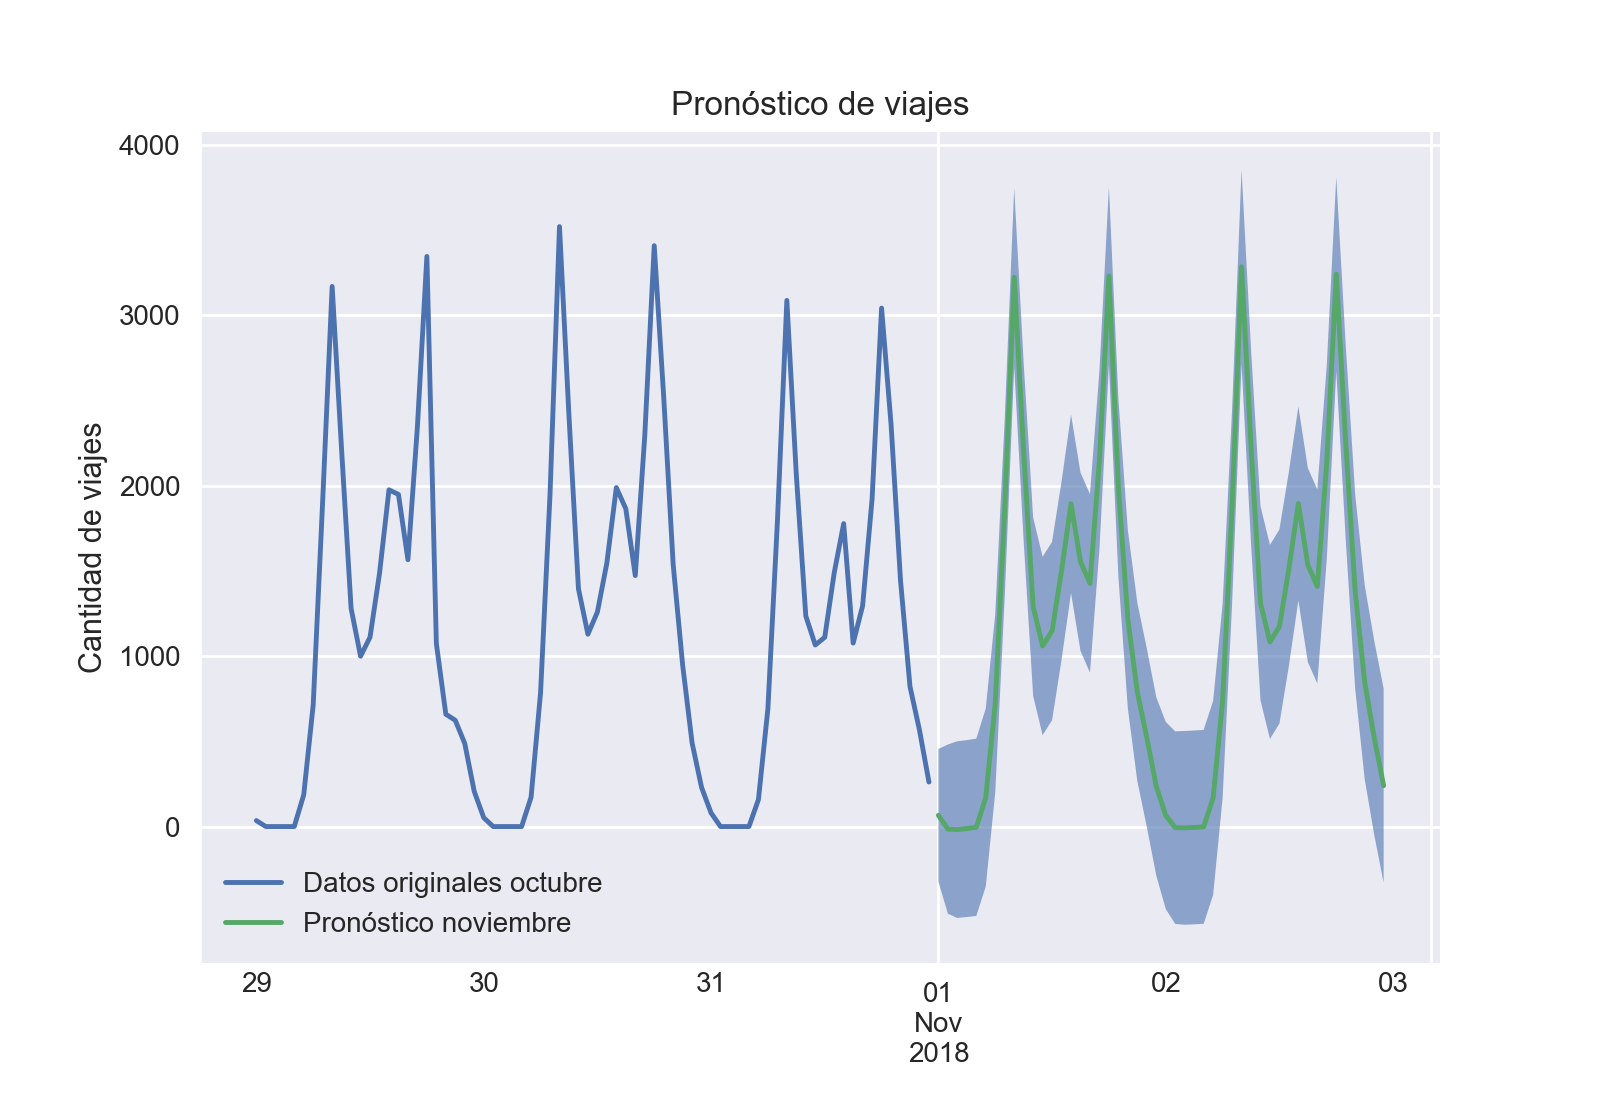 Pronóstico de viajes
Cantidad de viajes
4000
3000
2000
1000
0
Datos originales octubre
Pronóstico noviembre
29
30
31
01
Nov
2018
02
03